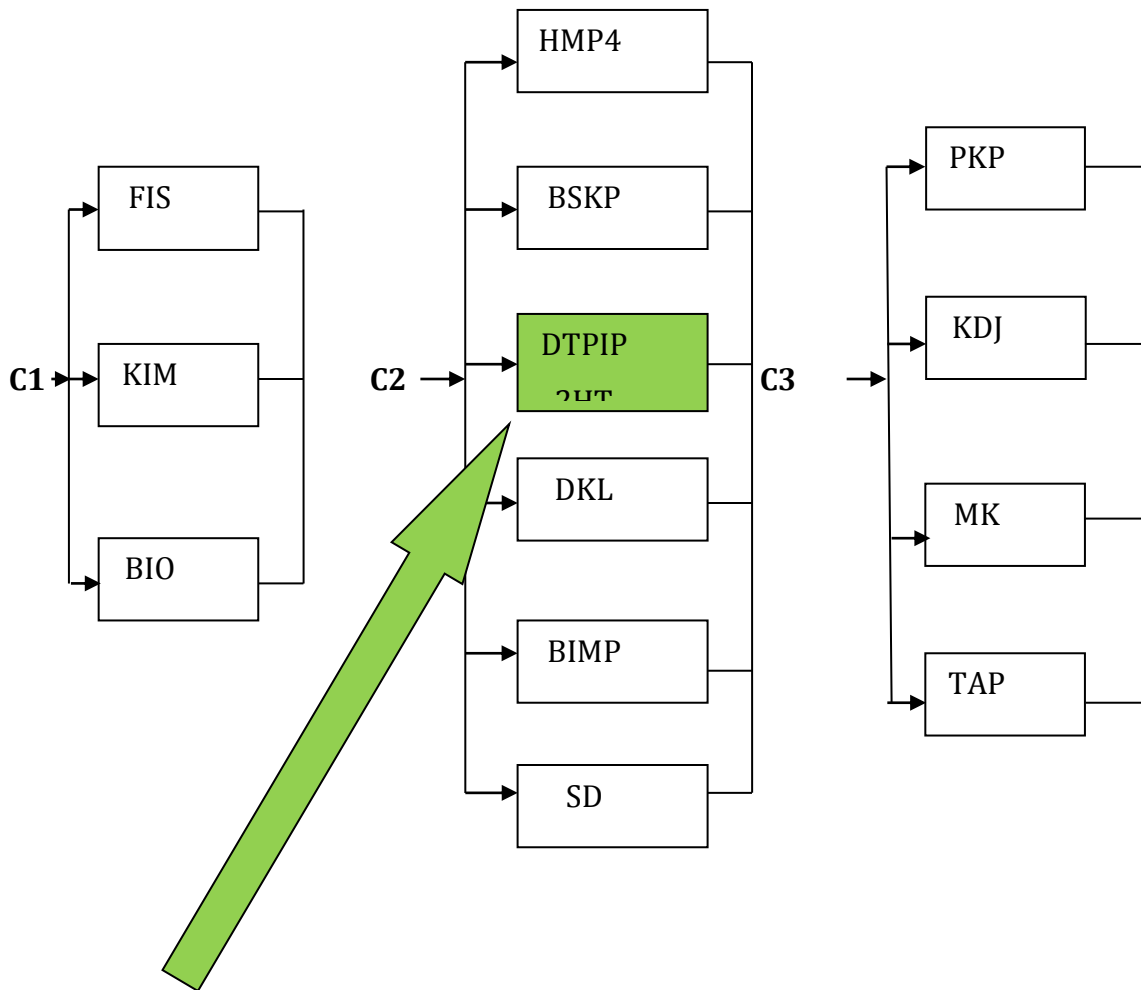 C1
FIS
KIM
BIO
C2
HMP4
BSKP
DTPIP
DKL
BIMP
SD
C3
PKP
KDJ
MK
TAP